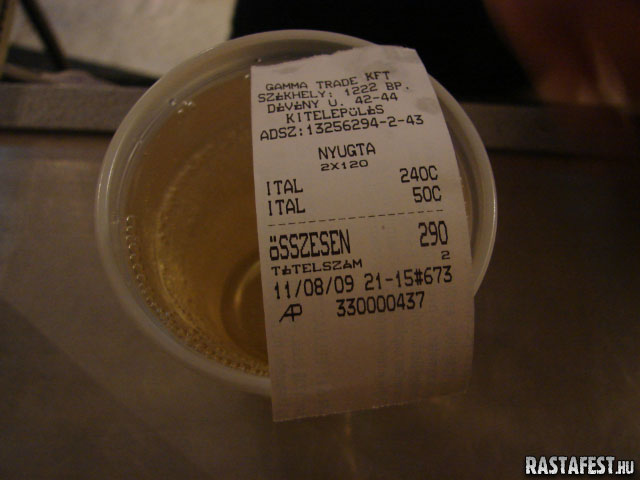 GAMMA TRADE KFT
SZéKHELY: 1222 BP.
DéVéNY U. 42-44
KITELEPüLéS
ADSZ:13256294-2-43
NYUGTA
2X120
ITAL 240C
ITAL 50C
öSSZESEN 290
TéTELSZáM 2
11/08/09 21-15#673
AP 330000437
RASTAFEST.HU